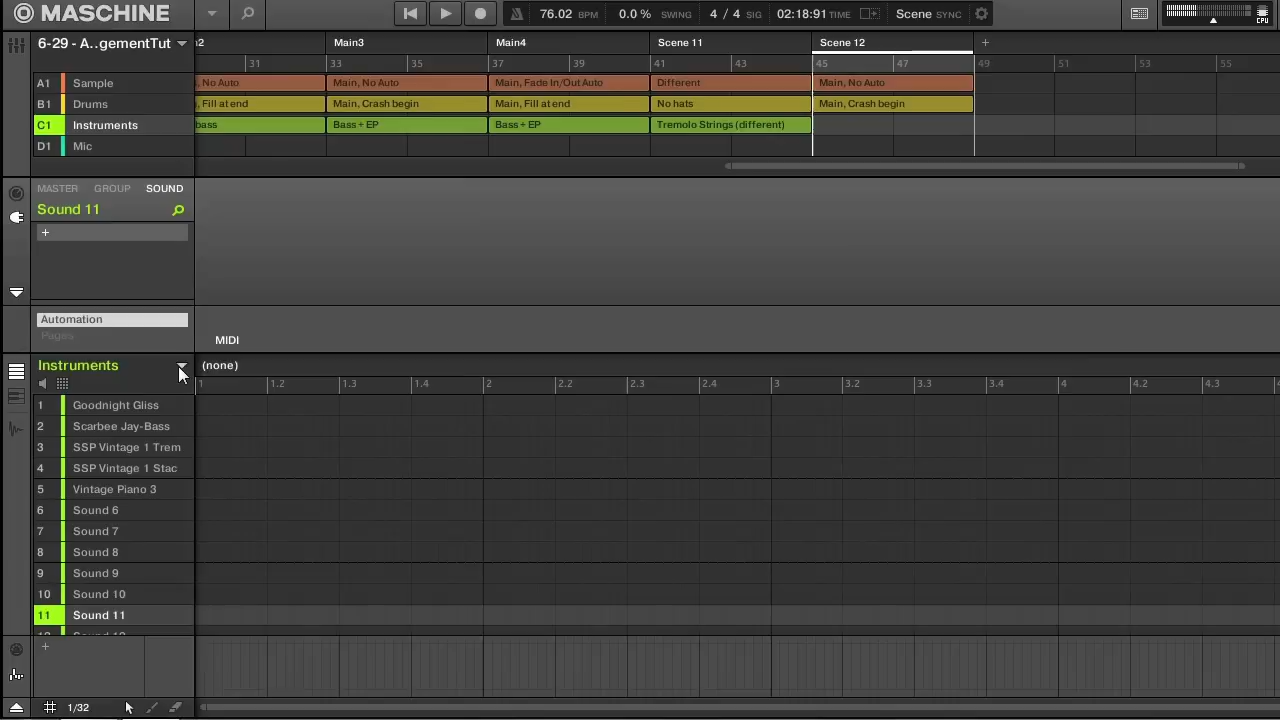 MASCHINE
76.02 BPM 0.0 % SWING 4 / 4 SIG 02:18:91 TIME Scene SYNC CPU
6-29 - A..gementTut
Main3 Main4 Scene 11 Scene 12 +
31 33 35 37 39 41 43 45 47 49 51 53 55
A1 Sample , No Auto Main, No Auto Main, Fade In/Out Auto Different Main, No Auto
B1 Drums , Fill at end Main, Crash begin Main, Fill at end No hats Main, Crash begin
C1 Instruments bass Bass + EP Bass + EP Tremolo Strings (different)
D1 Mic
MASTER GROUP SOUND
Sound 11
+
Automation
Pages
MIDI
Instruments (none)
1 1.2 1.3 1.4 2 2.2 2.3 2.4 3 3.2 3.3 3.4 4 4.2 4.3
1 Goodnight Gliss
2 Scarbee Jay-Bass
3 SSP Vintage 1 Trem
4 SSP Vintage 1 Stac
5 Vintage Piano 3
6 Sound 6
7 Sound 7
8 Sound 8
9 Sound 9
10 Sound 10
11 Sound 11
+
1/32